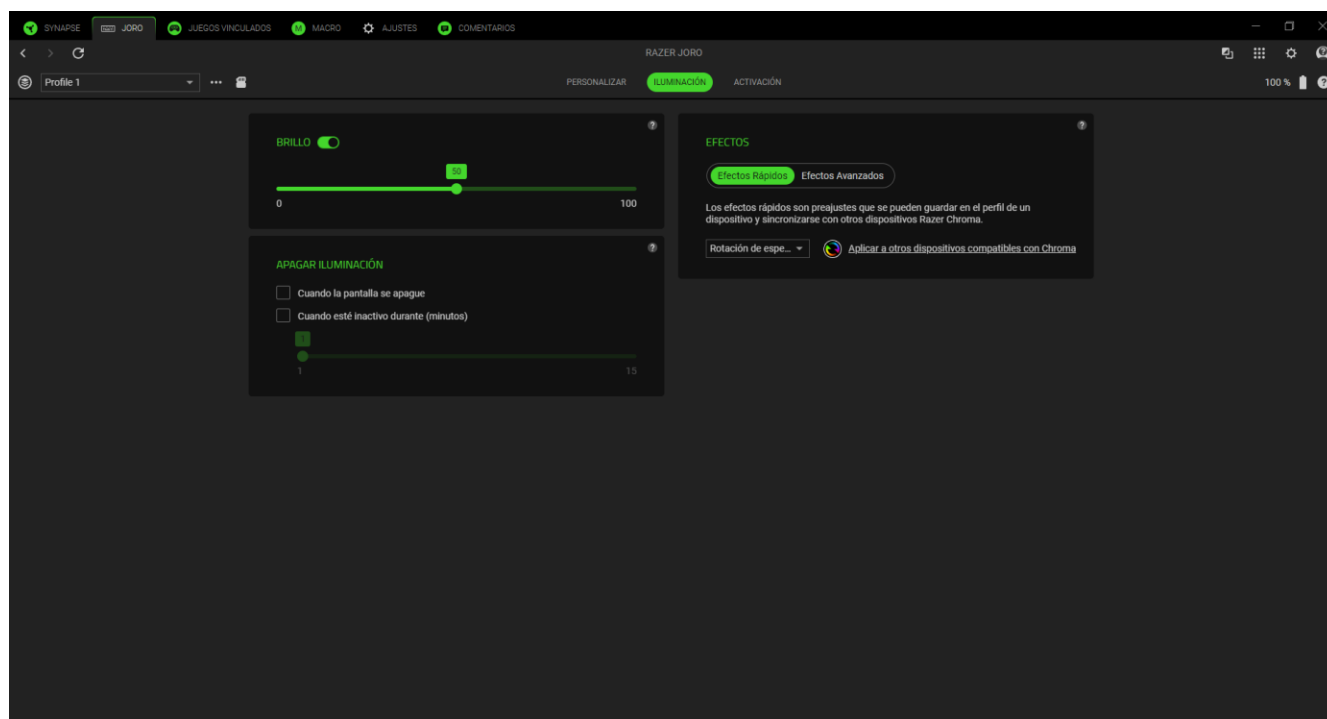 SYNAPSE JORO JUEGOS VINCULADOS M MACRO AJUSTES COMENTARIOS
RAZER JORO
Profile 1 PERSONALIZAR ILUMINACIÓN ACTIVACIÓN 100 %
BRILLO
50
0 100
APAGAR ILUMINACIÓN
Cuando la pantalla se apague
Cuando esté inactivo durante (minutos)
1
1 15
EFECTOS
Efectos Rápidos Efectos Avanzados
Los efectos rápidos son preajustes que se pueden guardar en el perfil de un
dispositivo y sincronizarse con otros dispositivos Razer Chroma.
Rotación de espe... Aplicar a otros dispositivos compatibles con Chroma